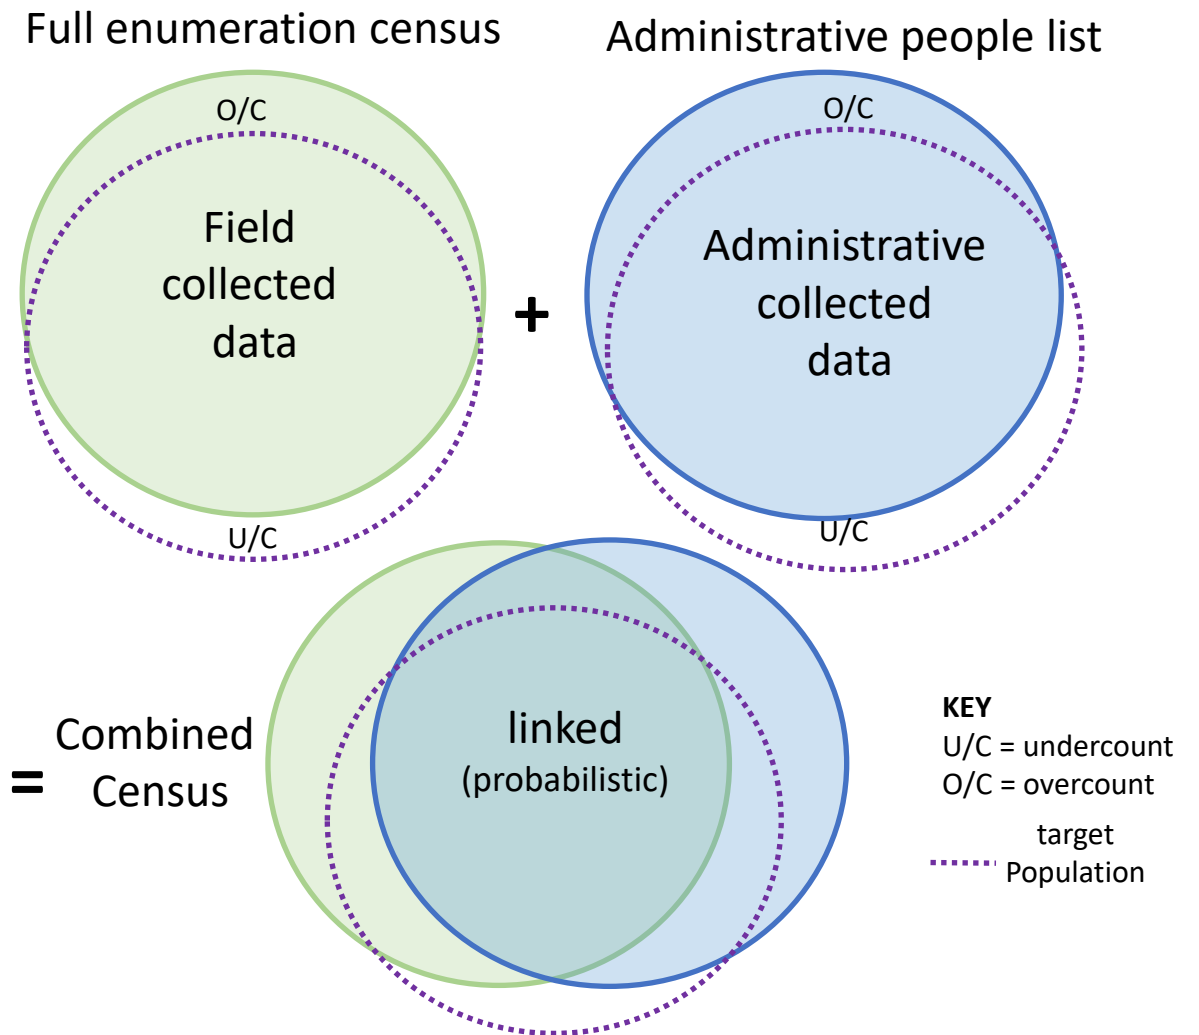 Full enumeration census
Administrative people list
O/C
O/C
Field
collected
data
+
Administrative
collected
data
U/C
U/C
=
Combined
Census
linked
(probabilistic)
KEY
U/C = undercount
O/C = overcount
target
Population